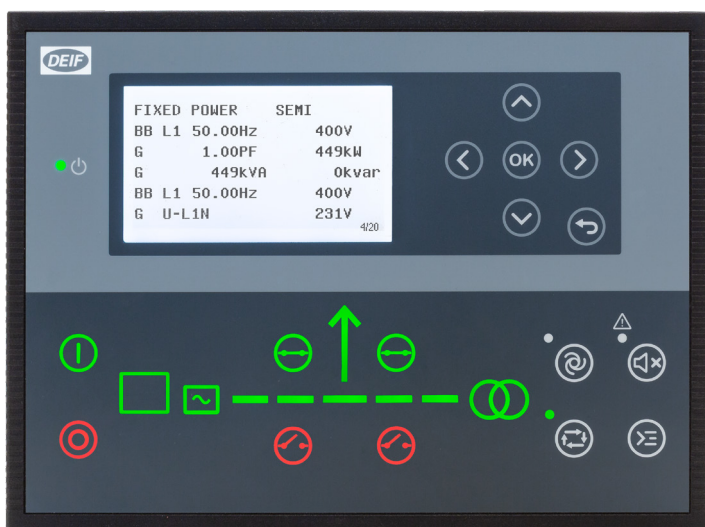 DEIF
FIXED POWER SEMI
BB L1 50.00Hz 400V
G 1.00PF 449kW
G 449kVA 0kvar
BB L1 50.00Hz 400V
G U-L1N 231V
4/20
OK